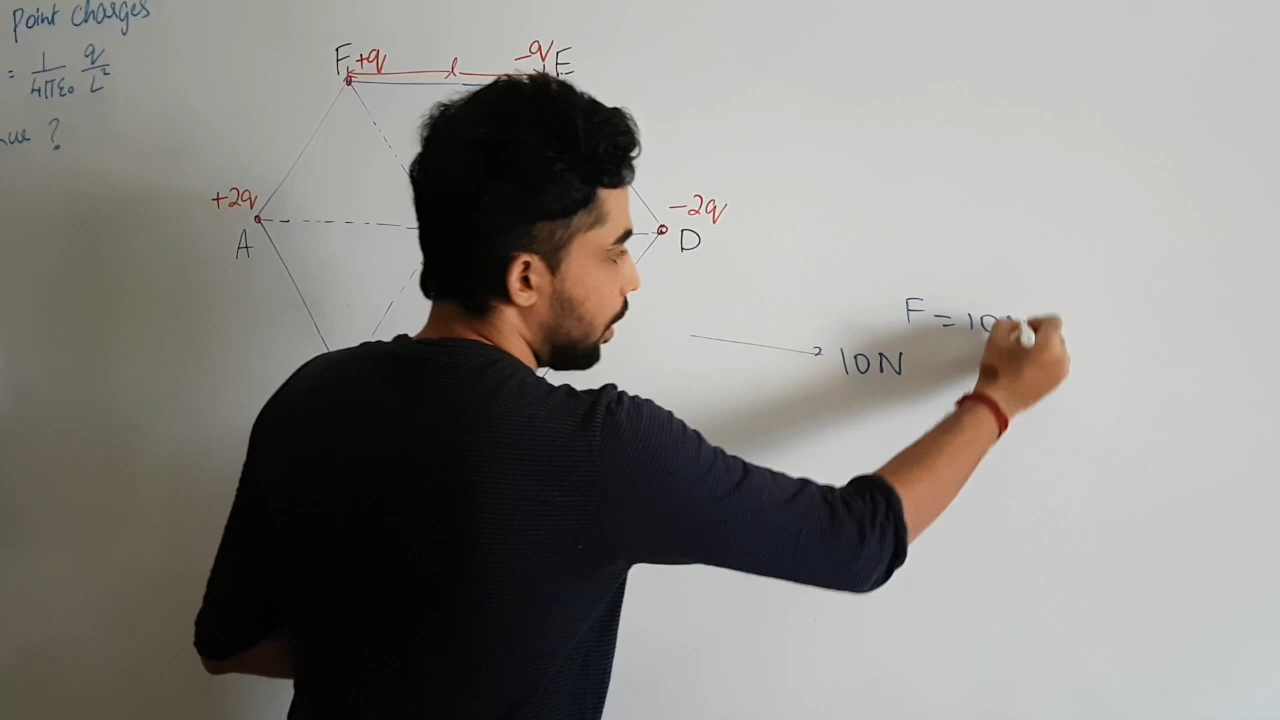 Point charges
= 1/4πε₀ q/L²
?
F +q l -q E
+2q
A
-2q
D
F = 10
10N